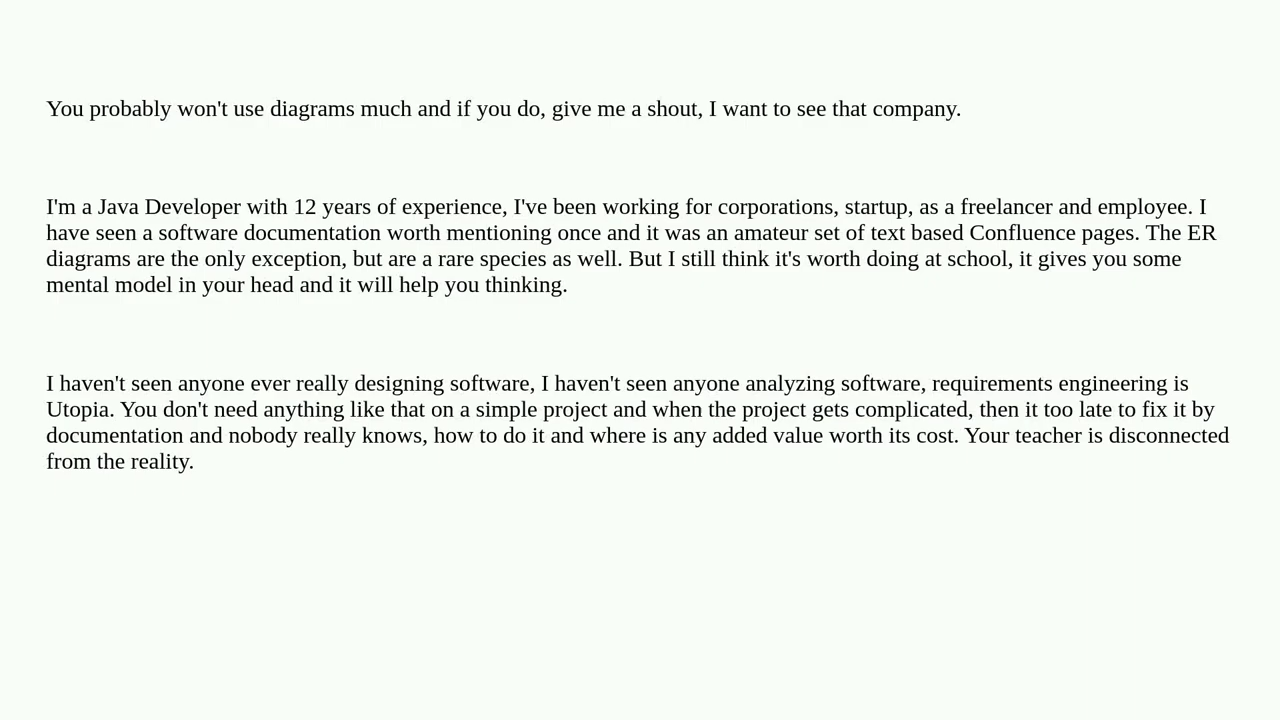 You probably won't use diagrams much and if you do, give me a shout, I want to see that company.
I'm a Java Developer with 12 years of experience, I've been working for corporations, startup, as a freelancer and employee. I
have seen a software documentation worth mentioning once and it was an amateur set of text based Confluence pages. The ER
diagrams are the only exception, but are a rare species as well. But I still think it's worth doing at school, it gives you some
mental model in your head and it will help you thinking.
I haven't seen anyone ever really designing software, I haven't seen anyone analyzing software, requirements engineering is
Utopia. You don't need anything like that on a simple project and when the project gets complicated, then it too late to fix it by
documentation and nobody really knows, how to do it and where is any added value worth its cost. Your teacher is disconnected
from the reality.